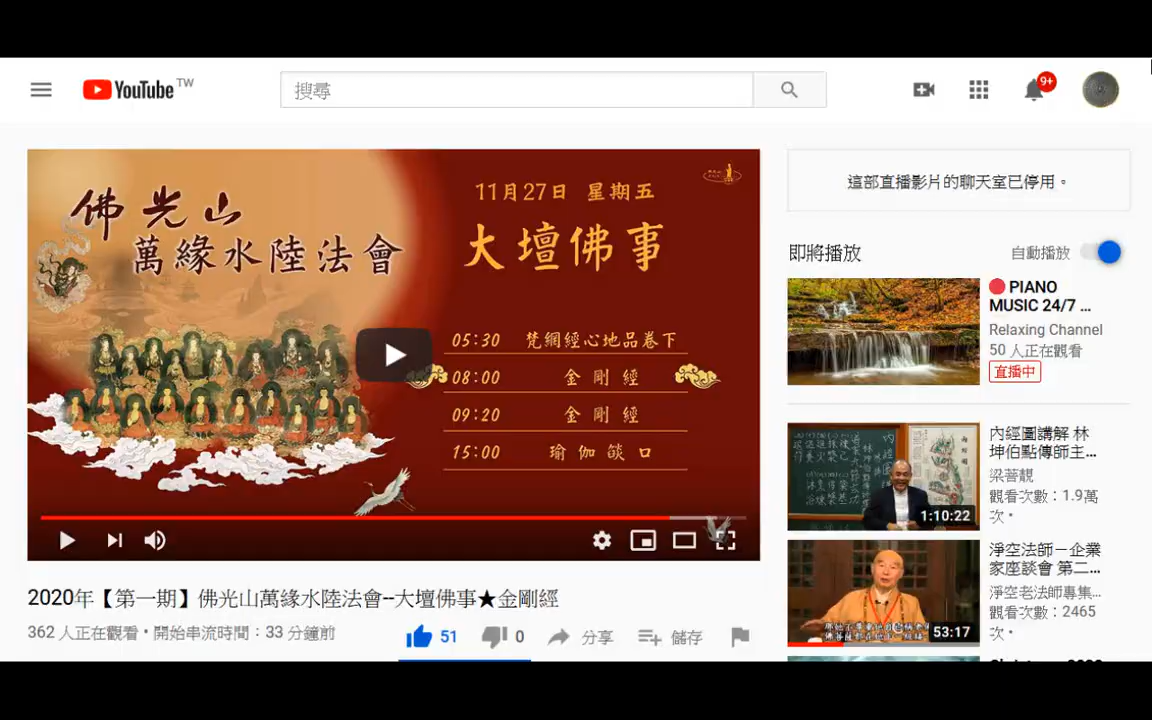 YouTube TW
搜尋
9+
佛光山
萬緣水陸法會
11月27日 星期五
大壇佛事
05:30 梵網經心地品卷下
08:00 金剛經
09:20 金剛經
15:00 瑜伽燄口
2020年【第一期】佛光山萬緣水陸法會--大壇佛事★金剛經
362 人正在觀看 • 開始串流時間：33 分鐘前
51
0
分享
儲存
這部直播影片的聊天室已停用。
即將播放
自動播放
PIANO
MUSIC 24/7 ...
Relaxing Channel
50 人正在觀看
直播中
1:10:22
內經圖講解 林
坤伯點傳師主...
梁菩靚
觀看次數：1.9萬
次 •
53:17
淨空法師－企業
家座談會 第二...
淨空老法師專集...
觀看次數：2465
次 •